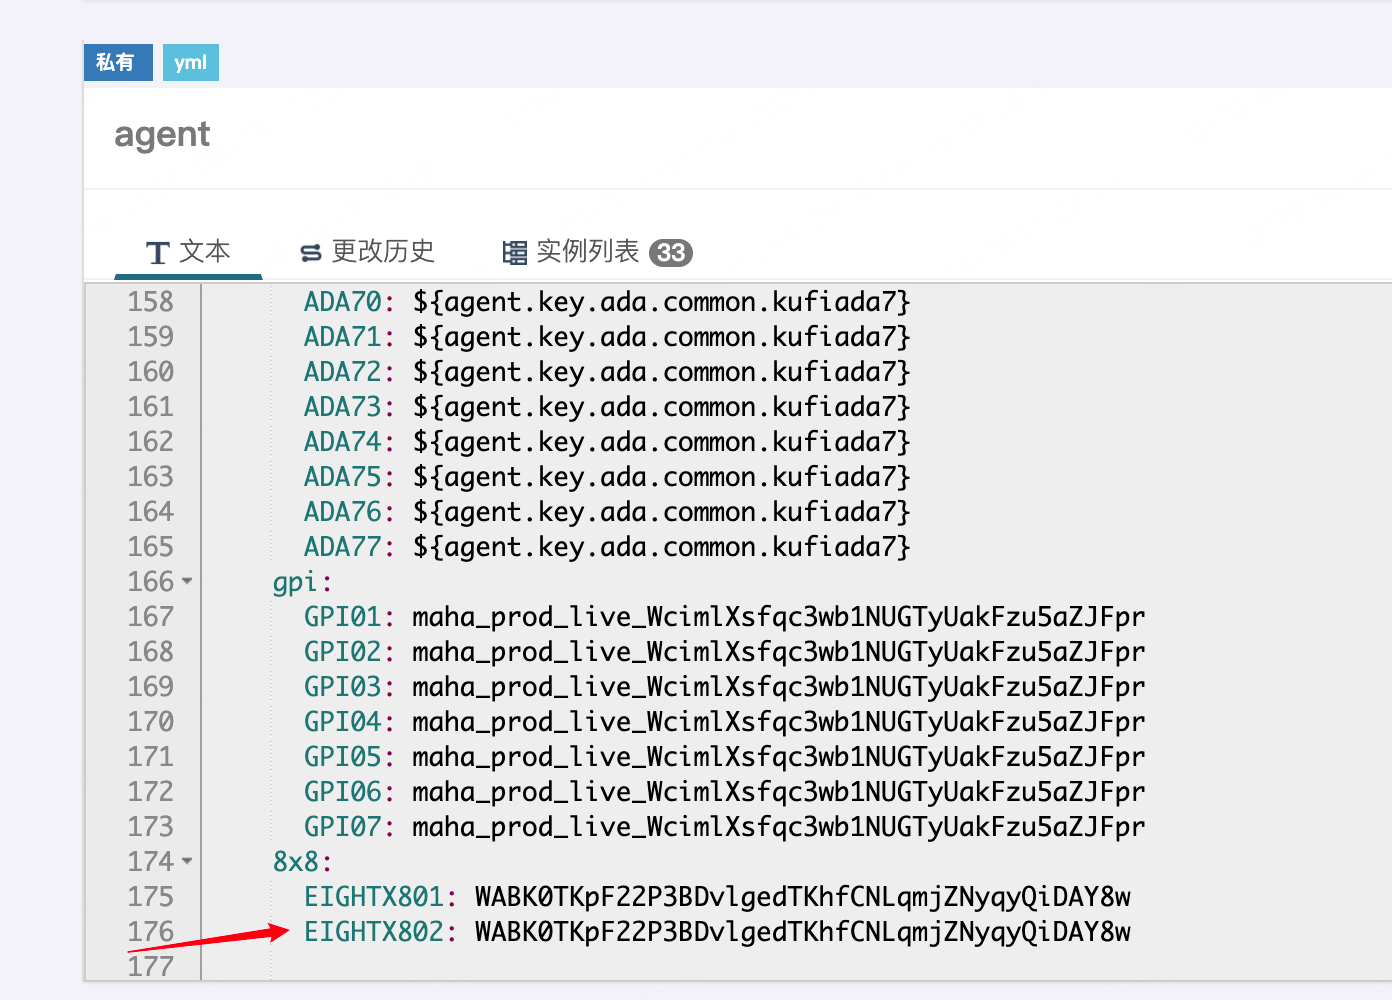 私有 yml
agent
文本 更改历史 实例列表 33
158 ADA70: ${agent.key.ada.common.kufiada7}
159 ADA71: ${agent.key.ada.common.kufiada7}
160 ADA72: ${agent.key.ada.common.kufiada7}
161 ADA73: ${agent.key.ada.common.kufiada7}
162 ADA74: ${agent.key.ada.common.kufiada7}
163 ADA75: ${agent.key.ada.common.kufiada7}
164 ADA76: ${agent.key.ada.common.kufiada7}
165 ADA77: ${agent.key.ada.common.kufiada7}
166 gpi:
167 GPI01: maha_prod_live_WcimlXsfqc3wb1NUGTyUakFzu5aZJFpr
168 GPI02: maha_prod_live_WcimlXsfqc3wb1NUGTyUakFzu5aZJFpr
169 GPI03: maha_prod_live_WcimlXsfqc3wb1NUGTyUakFzu5aZJFpr
170 GPI04: maha_prod_live_WcimlXsfqc3wb1NUGTyUakFzu5aZJFpr
171 GPI05: maha_prod_live_WcimlXsfqc3wb1NUGTyUakFzu5aZJFpr
172 GPI06: maha_prod_live_WcimlXsfqc3wb1NUGTyUakFzu5aZJFpr
173 GPI07: maha_prod_live_WcimlXsfqc3wb1NUGTyUakFzu5aZJFpr
174 8x8:
175 EIGHTX801: WABK0TKpF22P3BDvlgedTKhfCNLqmjZNyqyQiDAY8w
176 EIGHTX802: WABK0TKpF22P3BDvlgedTKhfCNLqmjZNyqyQiDAY8w
177